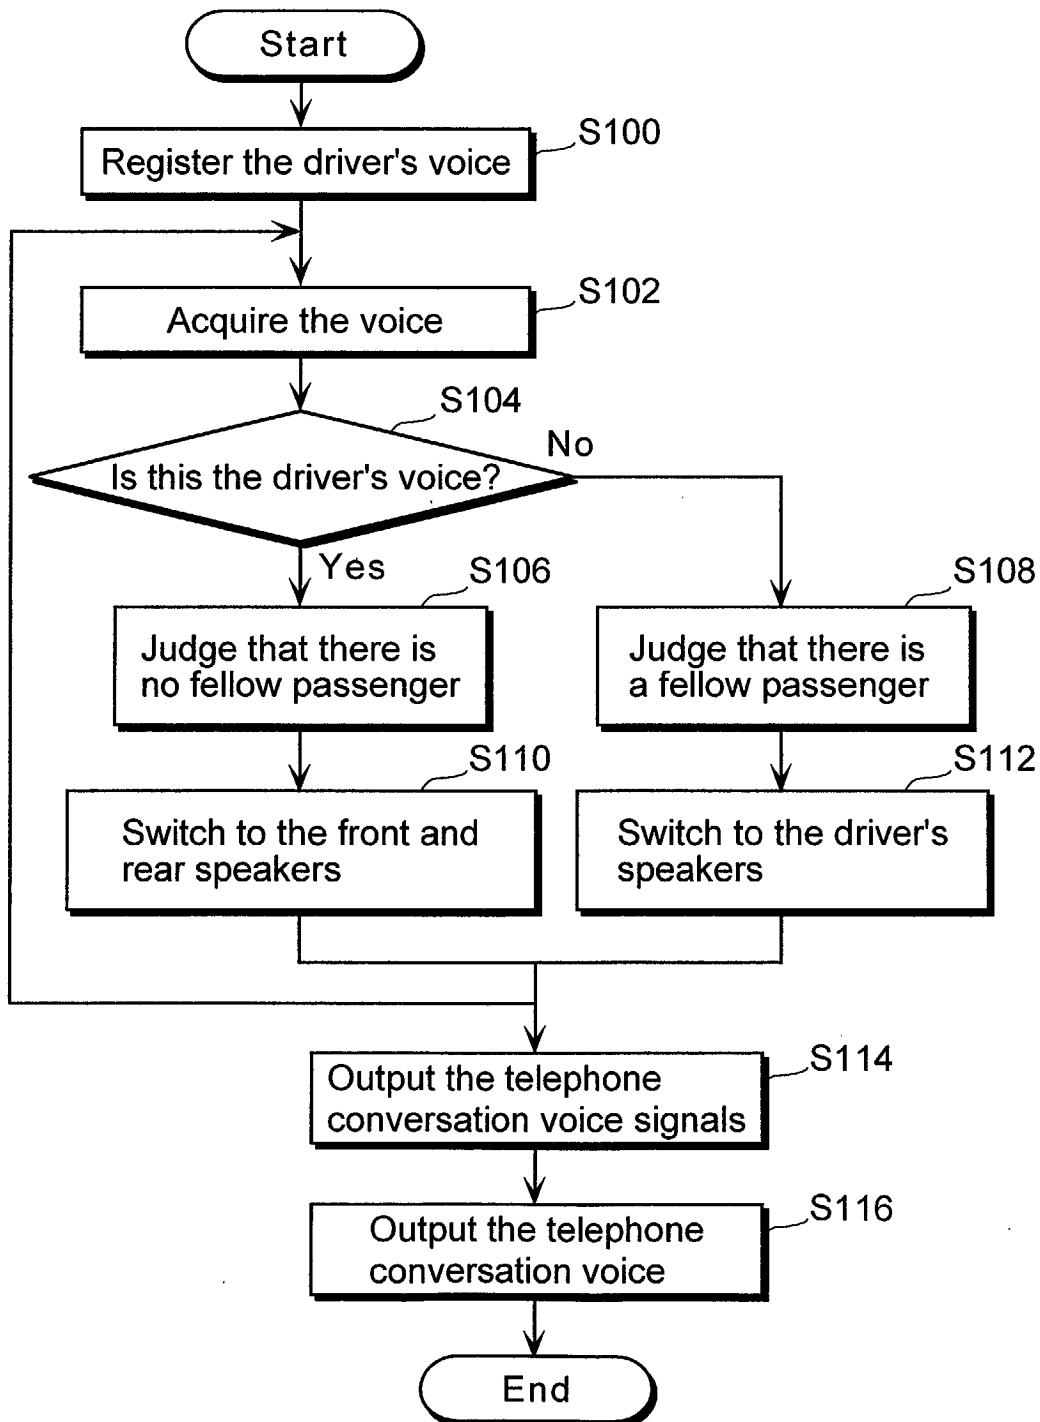 Start
S100
Register the driver's voice
S102
Acquire the voice
S104
No
Is this the driver's voice?
Yes
S106
S108
Judge that there is
no fellow passenger
Judge that there is
a fellow passenger
S110
S112
Switch to the front and
rear speakers
Switch to the driver's
speakers
S114
Output the telephone
conversation voice signals
S116
Output the telephone
conversation voice
End